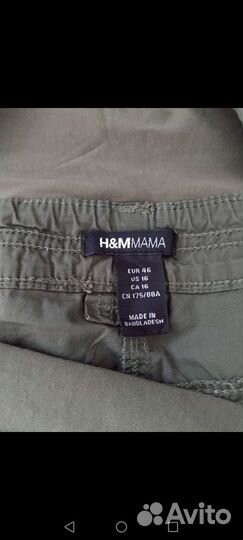 H&MMAMA
EUR 46
US 16
CA 16
CN 175/88A
MADE IN
BANGLADESH
Avito